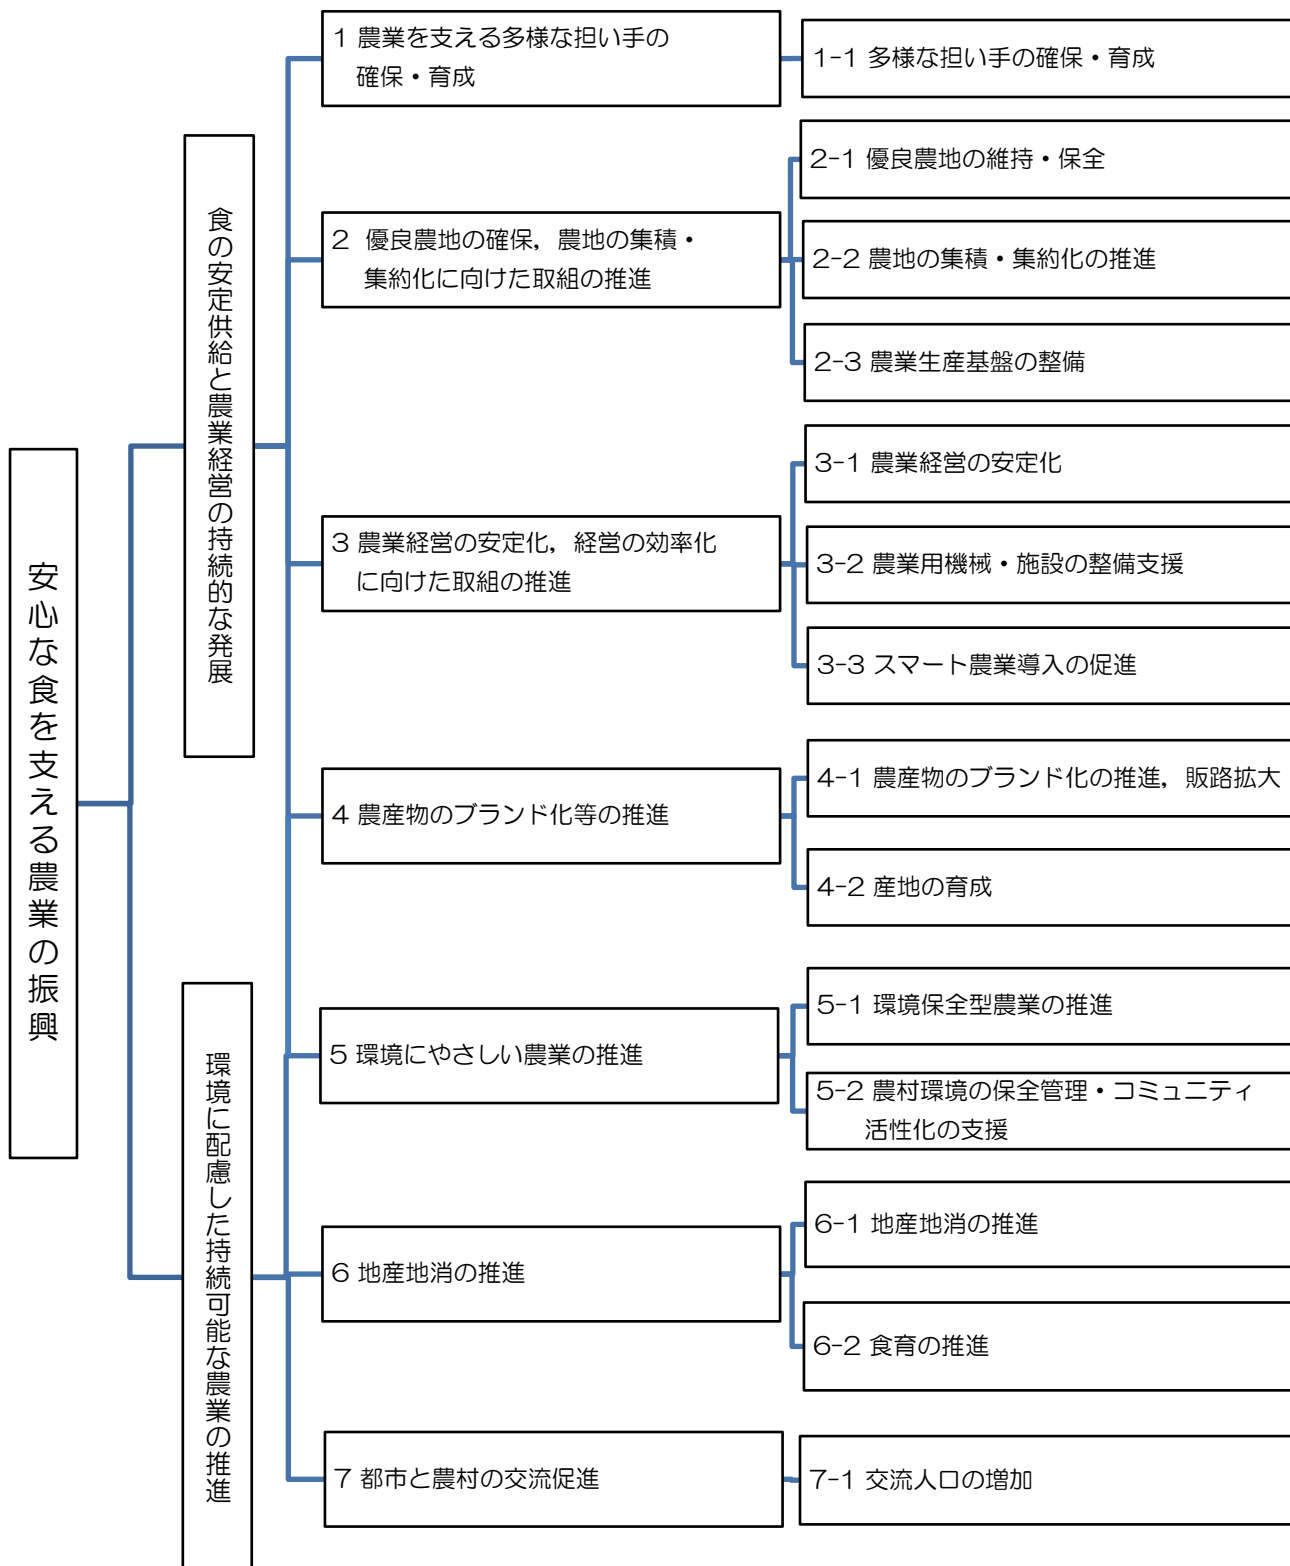 安心な食を支える農業の振興
食の安定供給と農業経営の持続的な発展
環境に配慮した持続可能な農業の推進
1 農業を支える多様な担い手の
確保・育成
1-1 多様な担い手の確保・育成
2 優良農地の確保，農地の集積・
集約化に向けた取組の推進
2-1 優良農地の維持・保全
2-2 農地の集積・集約化の推進
2-3 農業生産基盤の整備
3 農業経営の安定化，経営の効率化
に向けた取組の推進
3-1 農業経営の安定化
3-2 農業用機械・施設の整備支援
3-3 スマート農業導入の促進
4 農産物のブランド化等の推進
4-1 農産物のブランド化の推進，販路拡大
4-2 産地の育成
5 環境にやさしい農業の推進
5-1 環境保全型農業の推進
5-2 農村環境の保全管理・コミュニティ
活性化の支援
6 地産地消の推進
6-1 地産地消の推進
6-2 食育の推進
7 都市と農村の交流促進
7-1 交流人口の増加